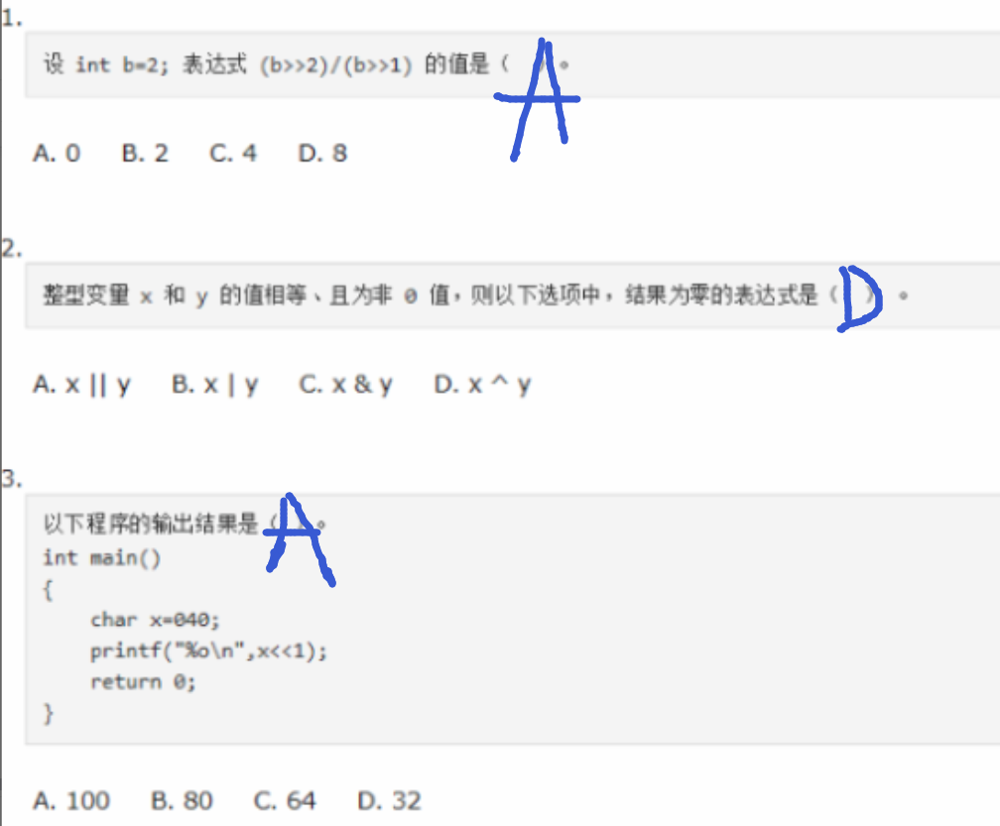 1.
设 int b=2; 表达式 (b>>2)/(b>>1) 的值是 ( A ) 。
A. 0 B. 2 C. 4 D. 8
2.
整型变量 x 和 y 的值相等、且为非 0 值，则以下选项中，结果为零的表达式是 ( D ) 。
A. x || y B. x | y C. x & y D. x ^ y
3.
以下程序的输出结果是 ( A ) 。
int main()
{
char x=040;
printf("%o\n",x<<1);
return 0;
}
A. 100 B. 80 C. 64 D. 32